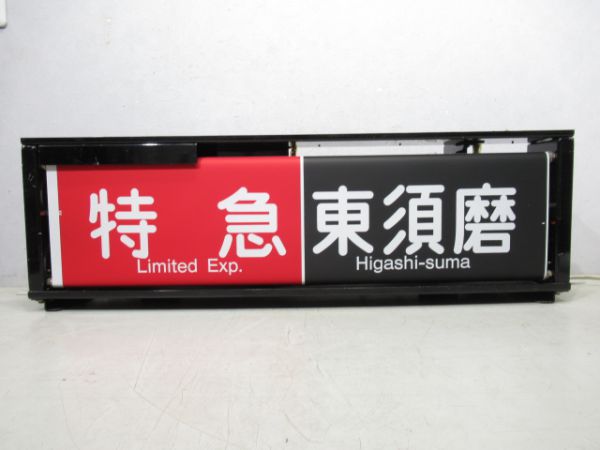 特急
Limited Exp.
東須磨
Higashi-suma